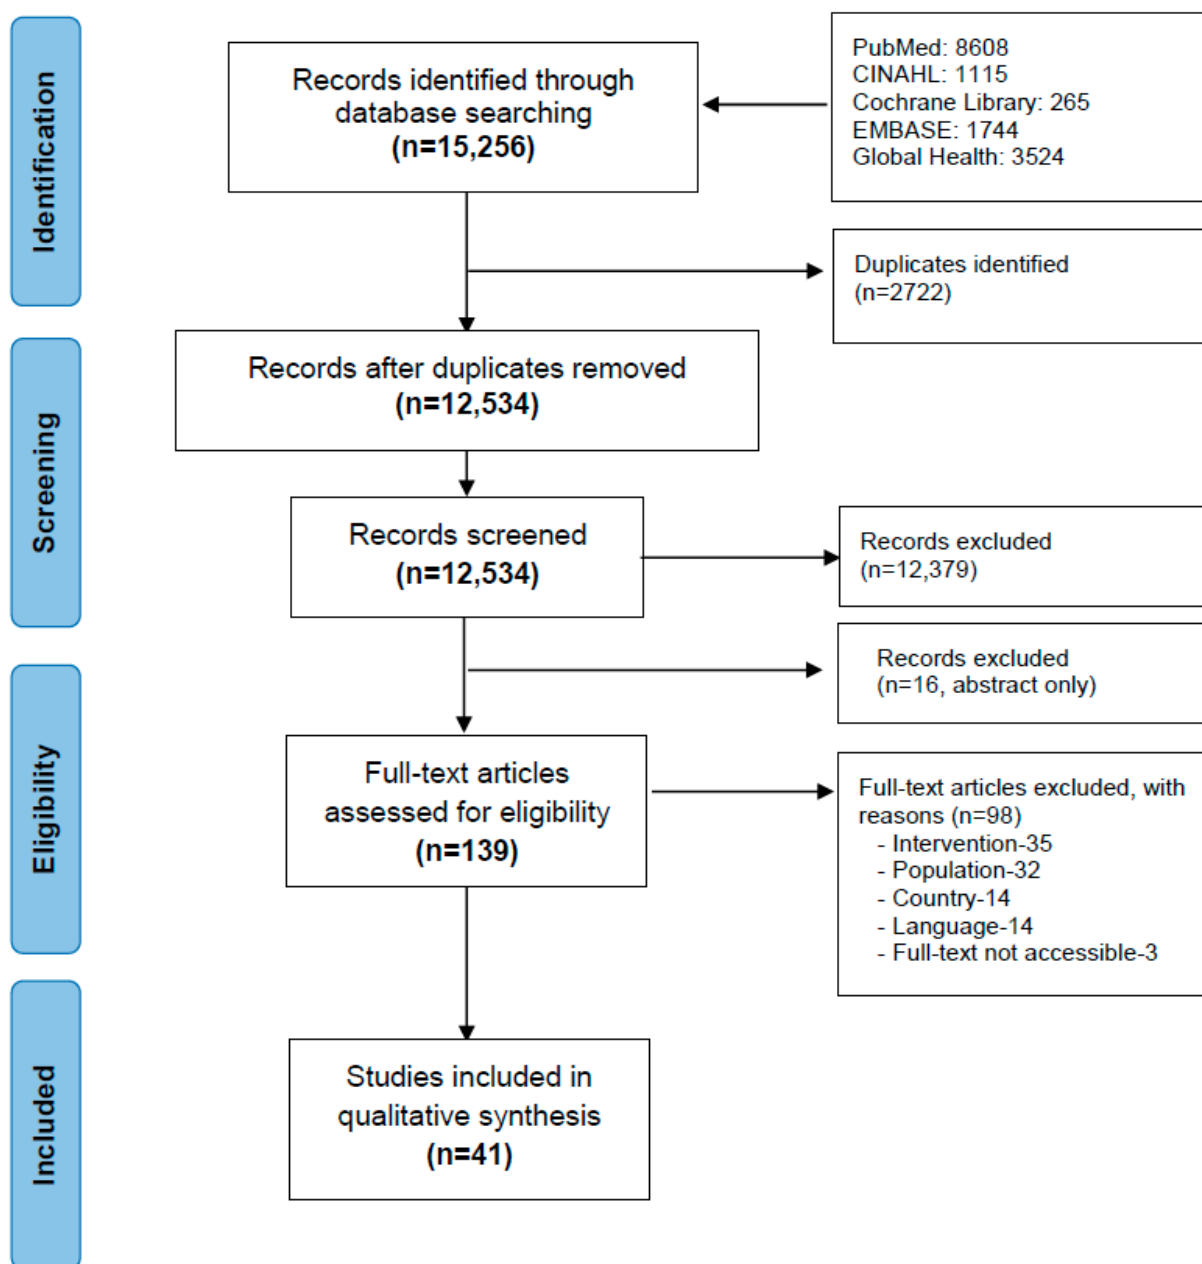 Identification
Records identified through
database searching
(n=15,256)
PubMed: 8608
CINAHL: 1115
Cochrane Library: 265
EMBASE: 1744
Global Health: 3524
Duplicates identified
(n=2722)
Screening
Records after duplicates removed
(n=12,534)
Records screened
(n=12,534)
Records excluded
(n=12,379)
Records excluded
(n=16, abstract only)
Eligibility
Full-text articles
assessed for eligibility
(n=139)
Full-text articles excluded, with
reasons (n=98)
- Intervention-35
- Population-32
- Country-14
- Language-14
- Full-text not accessible-3
Included
Studies included in
qualitative synthesis
(n=41)